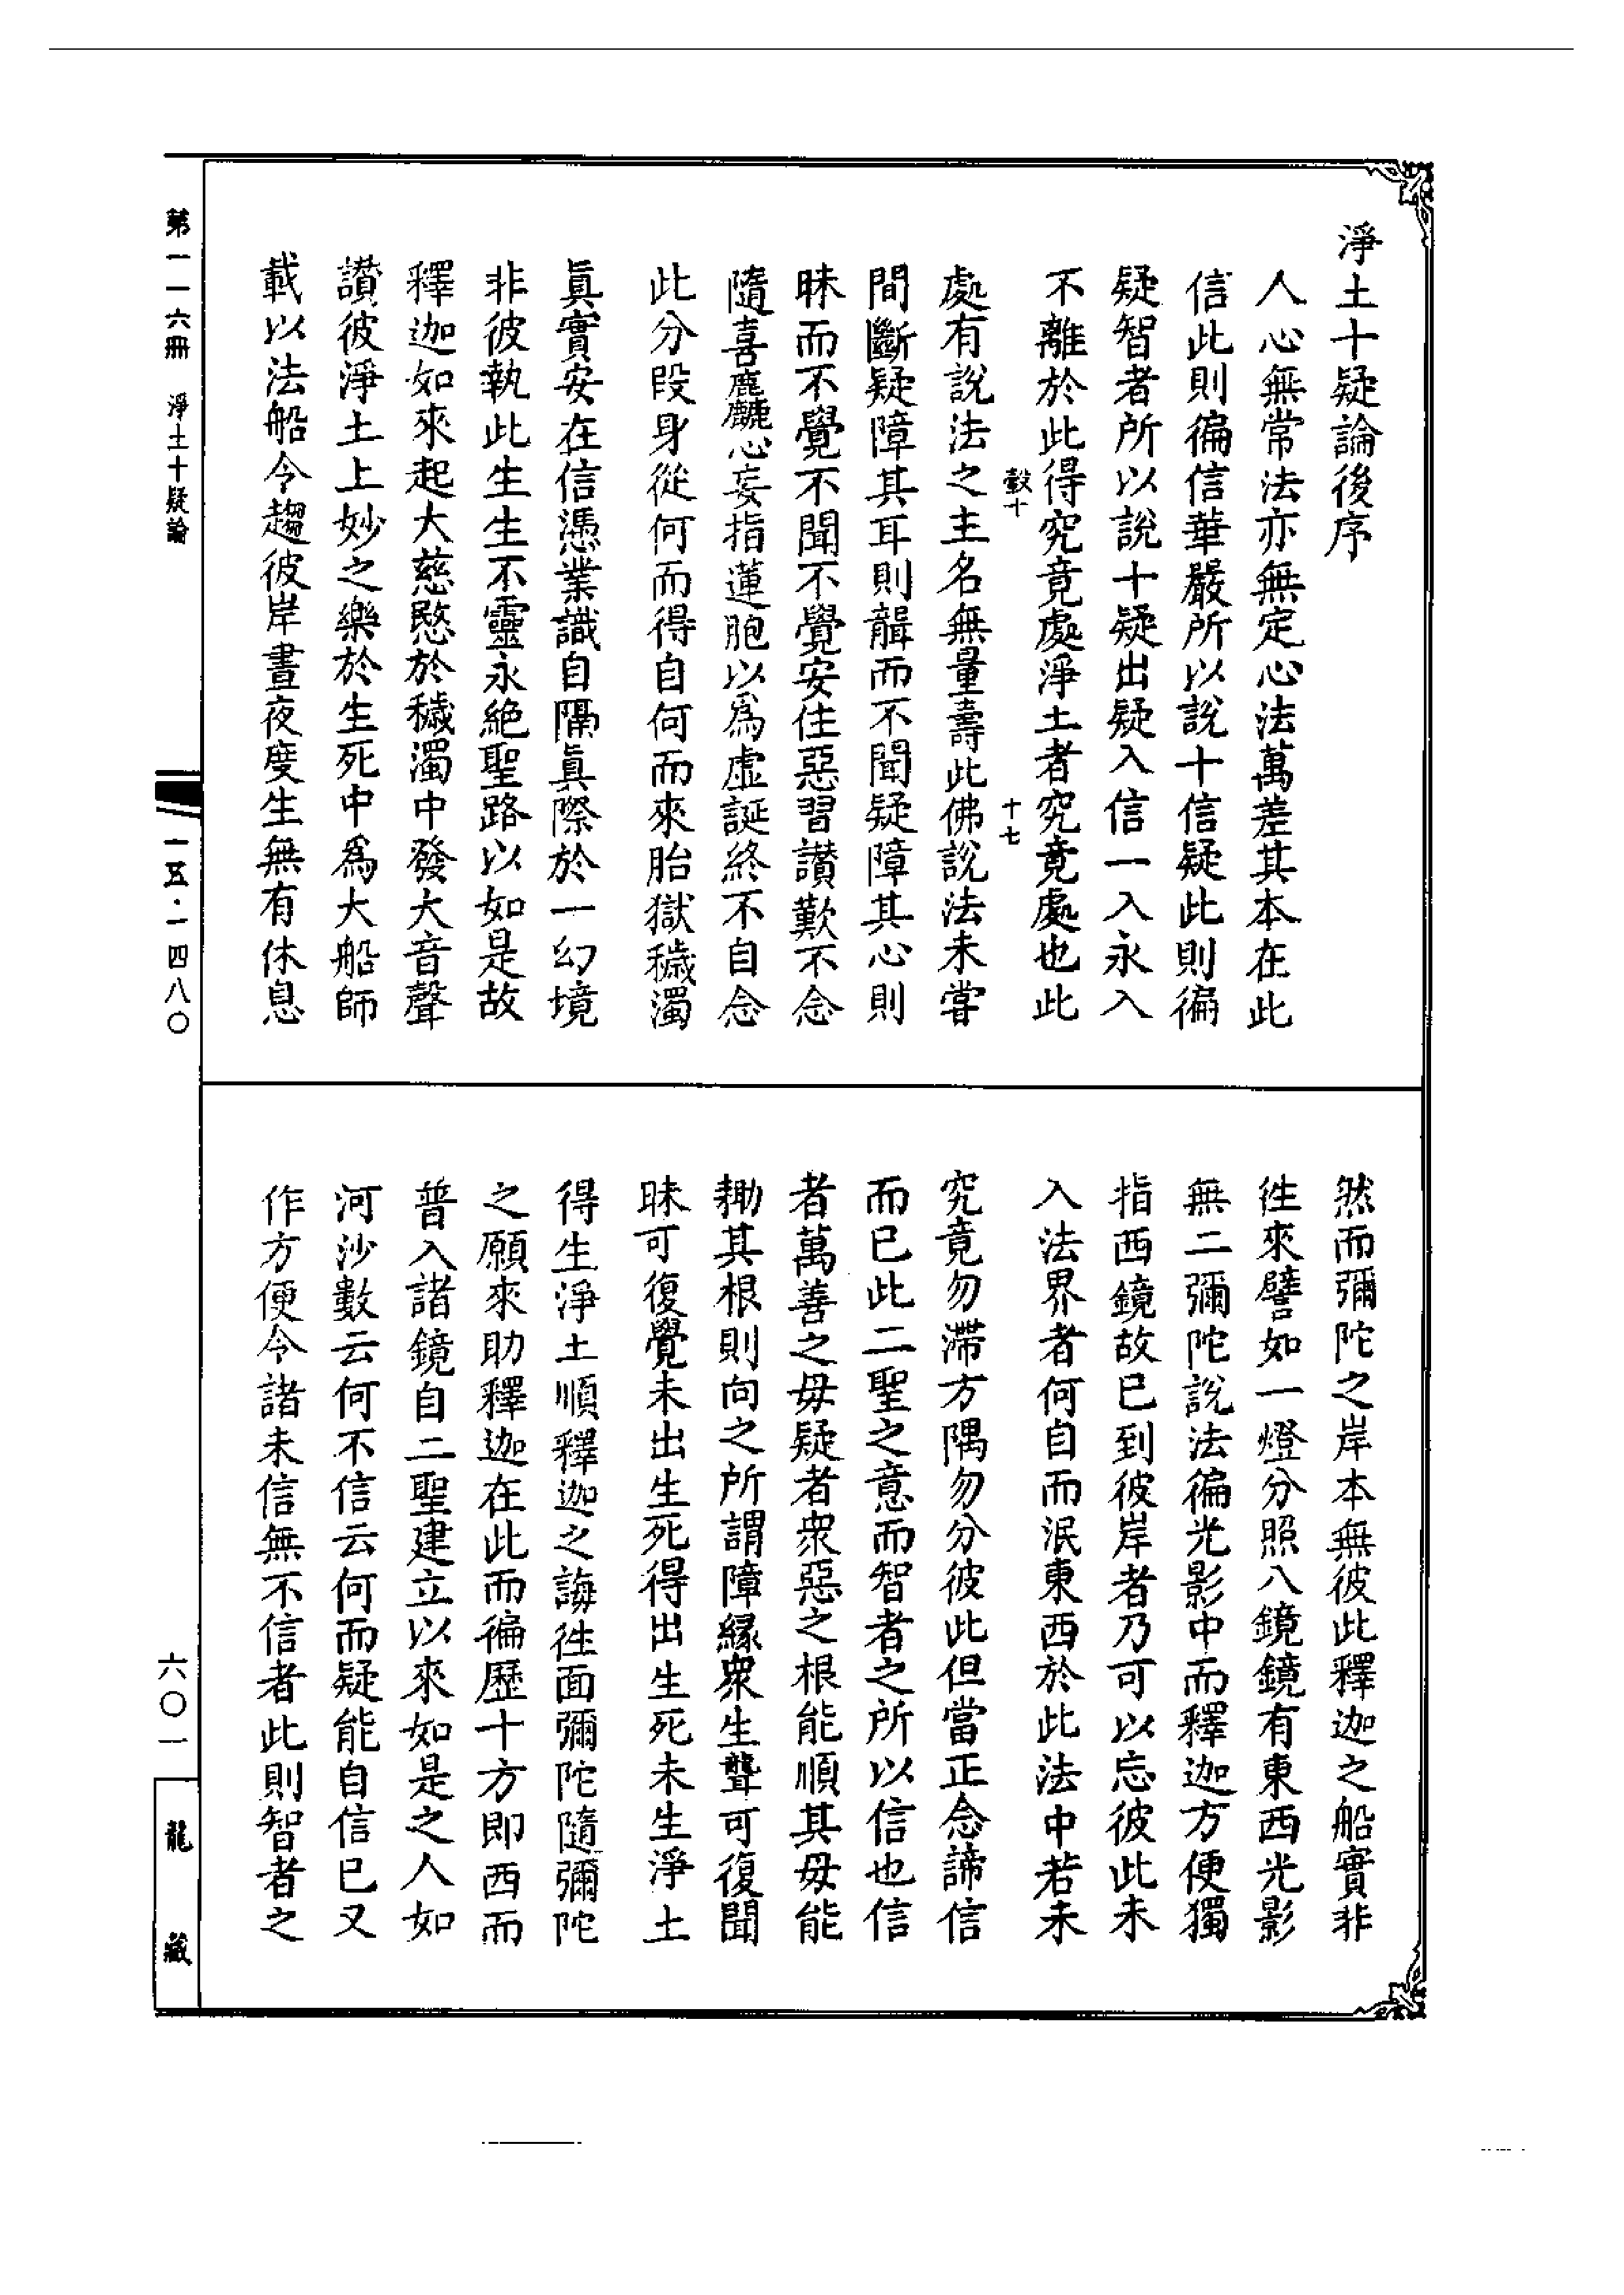 淨土十疑論後序
人心無常法亦無定心法萬差其本在此
信此則徧信華嚴所以說十信疑此則徧
疑智者所以說十疑出疑入信一入永入
不離於此得究竟處淨土者究竟處也此
轂十
十七
處有說法之主名無量壽此佛說法未甞
間斷疑障其耳則聾而不聞疑障其心則
昧而不覺不聞不覺安住惡習讚歎不念
隨喜麤心妄指蓮胞以爲虛誕終不自念
此分段身從何而得自何而來胎獄穢濁
眞實安在信憑業識自隔眞際於一幻境
非彼執此生生不靈永絕聖路以如是故
釋迦如來起大慈愍於穢濁中發大音聲
讚彼淨土上妙之樂於生死中爲大船師
載以法船令趨彼岸晝夜度生無有休息
然而彌陀之岸本無彼此釋迦之船實非
徃來譬如一燈分照八鏡鏡有東西光影
無二彌陀說法徧光影中而釋迦方便獨
指西鏡故已到彼岸者乃可以忘彼此未
入法界者何自而泯東西於此法中若未
究竟勿滯方隅勿分彼此但當正念諦信
而已此二聖之意而智者之所以信也信
者萬善之母疑者衆惡之根能順其母能
耡其根則向之所謂障緣衆生聾可復聞
昧可復覺未出生死得出生死未生淨土
得生淨土順釋迦之誨徃面彌陀隨彌陀
之願來助釋迦在此而徧歷十方即西而
普入諸鏡自二聖建立以來如是之人如
河沙數云何不信云何而疑能自信已又
作方便令諸未信無不信者此則智者之
第一一六冊　淨土十疑論
一五·一四八〇
六〇一
龍藏